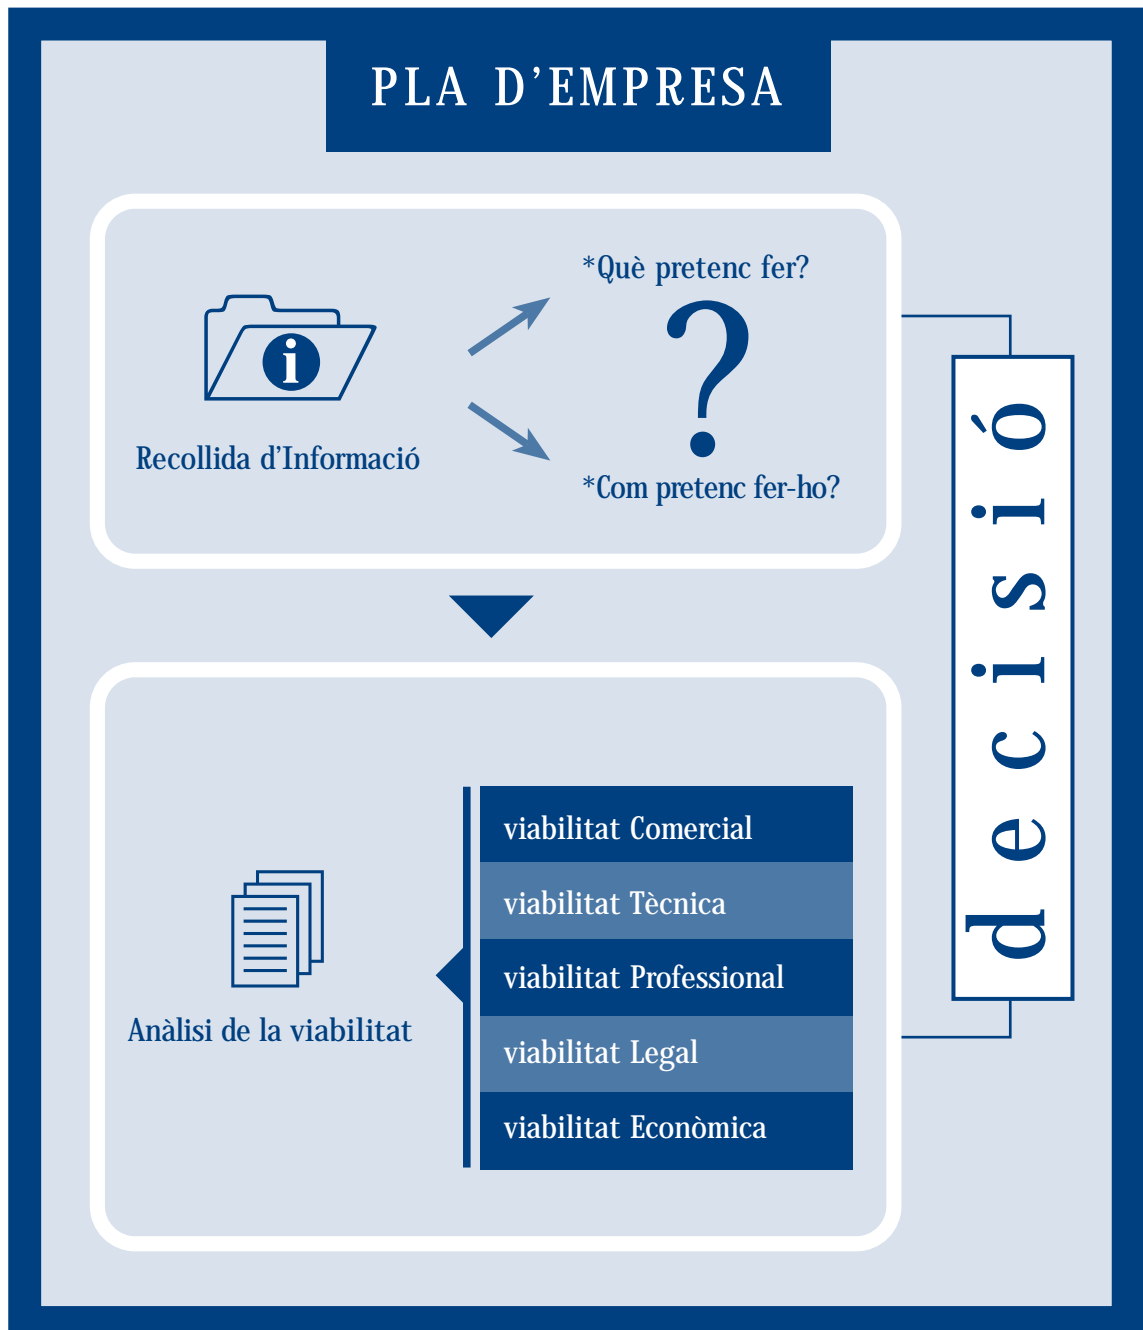 PLA D'EMPRESA
*Què pretenc fer?
?
i
Recollida d'Informació
*Com pretenc fer-ho?
decisió
viabilitat Comercial
viabilitat Tècnica
viabilitat Professional
viabilitat Legal
viabilitat Econòmica
Anàlisi de la viabilitat